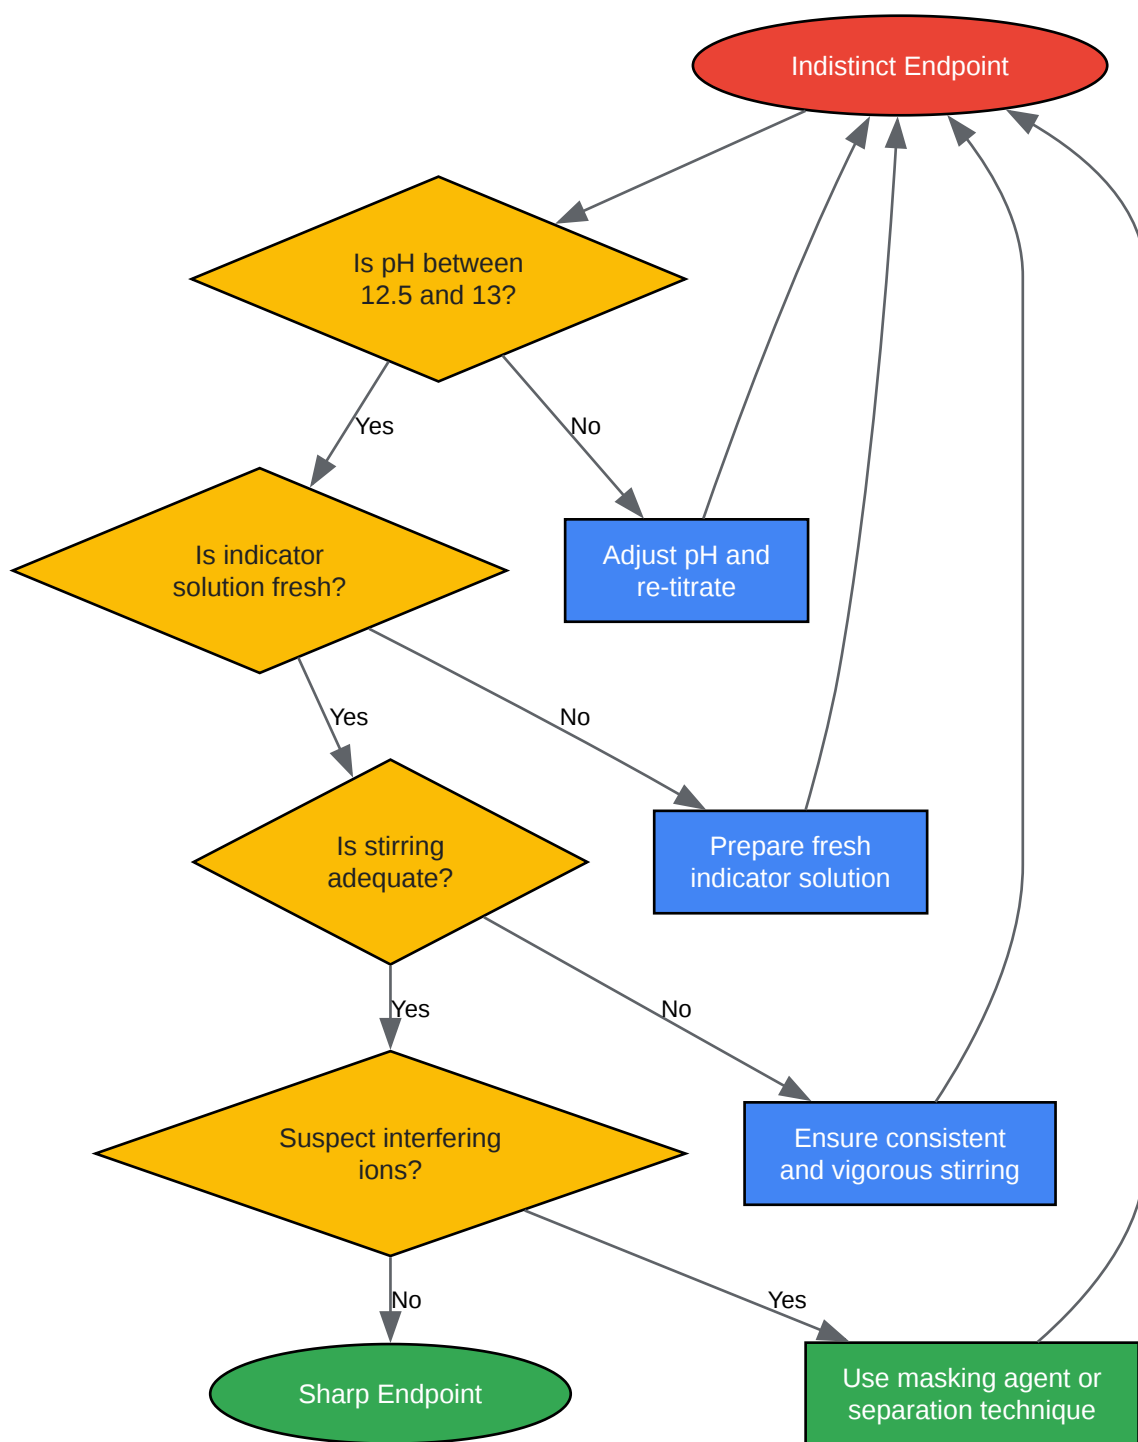 Indistinct Endpoint
Is pH between
12.5 and 13?
Yes
No
Is indicator
solution fresh?
Adjust pH and
re-titrate
Yes
No
Is stirring
adequate?
Prepare fresh
indicator solution
Yes
No
Suspect interfering
ions?
Ensure consistent
and vigorous stirring
No
Yes
Sharp Endpoint
Use masking agent or
separation technique